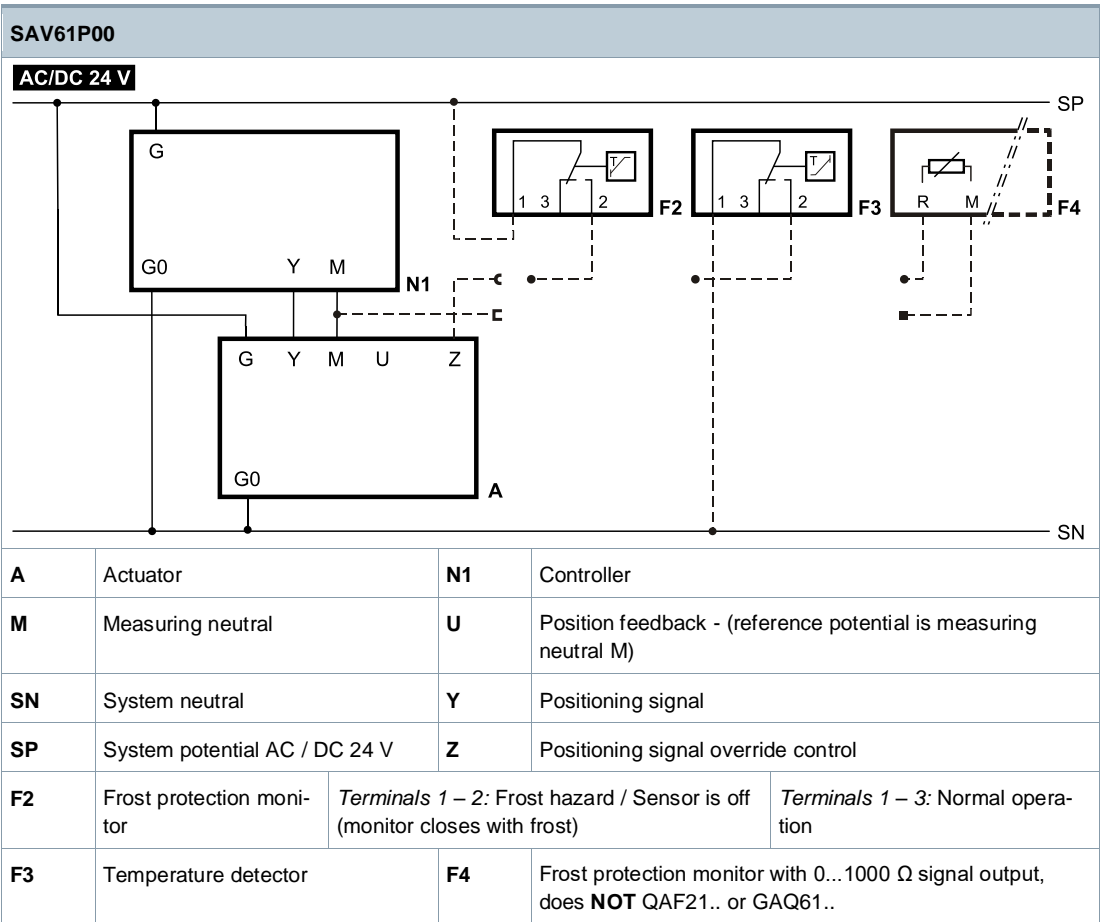 SAV61P00
AC/DC 24 V
SP
G
1 3 2
F2
1 3 2
F3
R M
F4
G0 Y M
N1
G Y M U Z
G0
A
SN
A Actuator N1 Controller
M Measuring neutral U Position feedback - (reference potential is measuring
neutral M)
SN System neutral Y Positioning signal
SP System potential AC / DC 24 V Z Positioning signal override control
F2 Frost protection moni-
tor
Terminals 1 – 2: Frost hazard / Sensor is off
(monitor closes with frost)
Terminals 1 – 3: Normal opera-
tion
F3 Temperature detector F4 Frost protection monitor with 0...1000 Ω signal output,
does NOT QAF21.. or GAQ61..